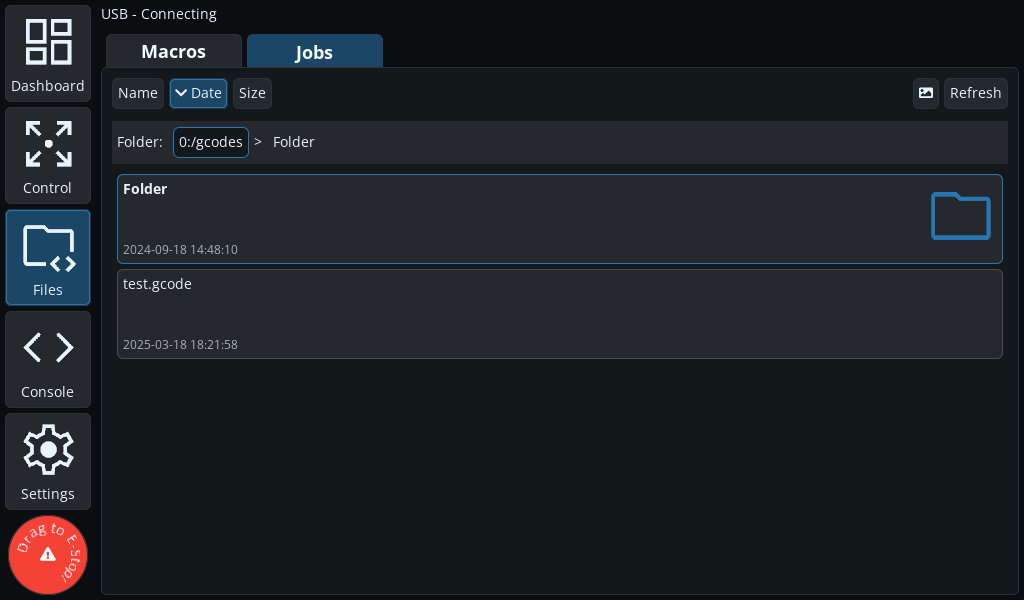 USB - Connecting
Dashboard
Control
Files
Console
Settings
Drag to E-Stop!
Macros
Jobs
Name
Date
Size
Refresh
Folder: 0:/gcodes > Folder
Folder
2024-09-18 14:48:10
test.gcode
2025-03-18 18:21:58